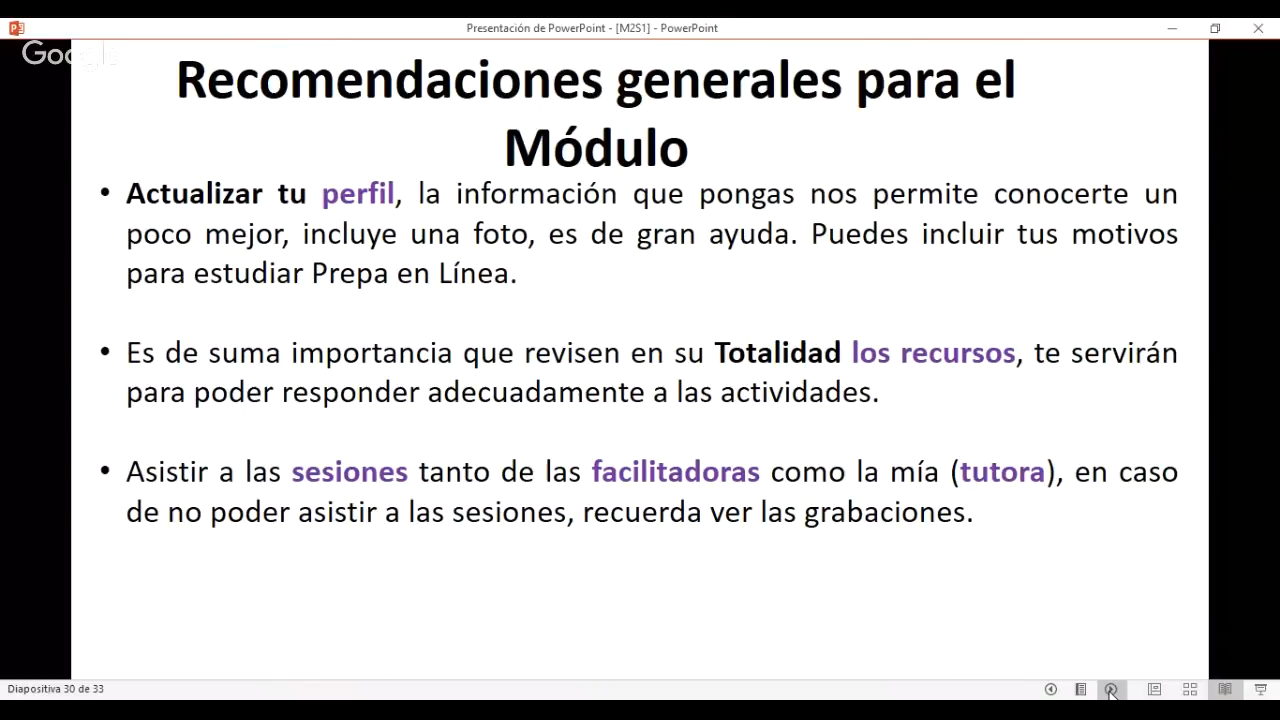 Presentación de PowerPoint - [M2S1] - PowerPoint
Google
Recomendaciones generales para el
Módulo
• Actualizar tu perfil, la información que pongas nos permite conocerte un
poco mejor, incluye una foto, es de gran ayuda. Puedes incluir tus motivos
para estudiar Prepa en Línea.
• Es de suma importancia que revisen en su Totalidad los recursos, te servirán
para poder responder adecuadamente a las actividades.
• Asistir a las sesiones tanto de las facilitadoras como la mía (tutora), en caso
de no poder asistir a las sesiones, recuerda ver las grabaciones.
Diapositiva 30 de 33